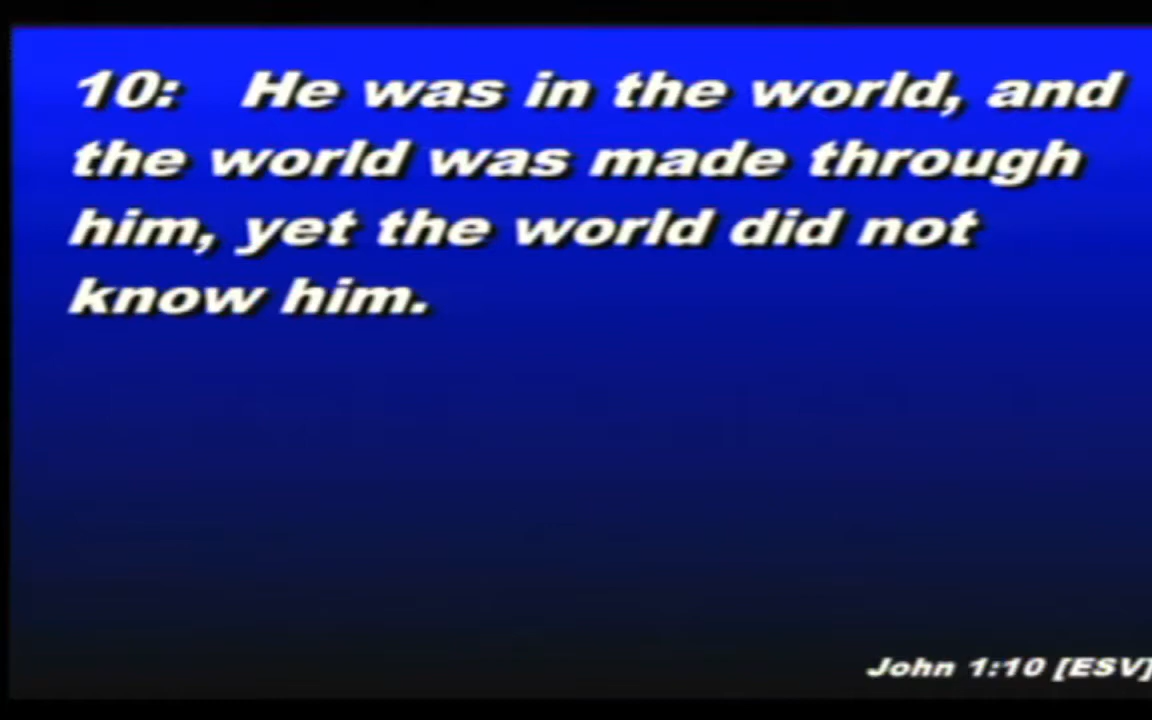 10: He was in the world, and
the world was made through
him, yet the world did not
know him.
John 1:10 [ESV]